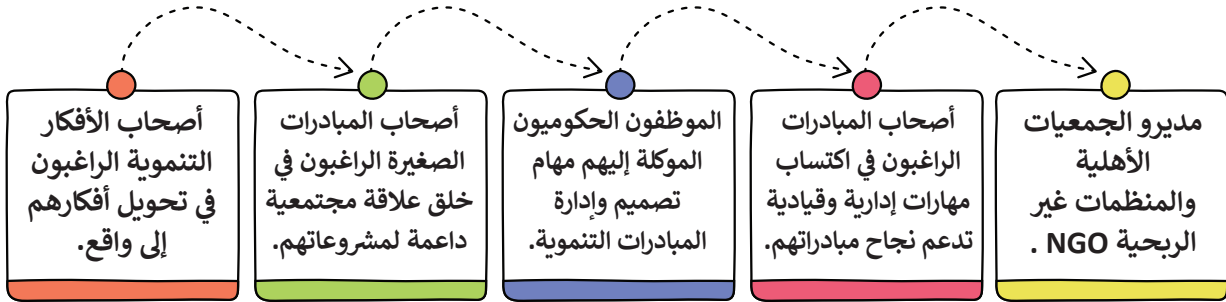 أصحاب الأفكار
التنموية الراغبون
في تحويل أفكارهم
إلى واقع.
أصحاب المبادرات
الصغيرة الراغبون في
خلق علاقة مجتمعية
داعمة لمشروعاتهم.
الموظفون الحكوميون
الموكلة إليهم مهام
تصميم وإدارة
المبادرات التنموية.
أصحاب المبادرات
الراغبون في اكتساب
مهارات إدارية وقيادية
تدعم نجاح مبادراتهم.
مديرو الجمعيات
الأهلية
والمنظمات غير
الربحية NGO .